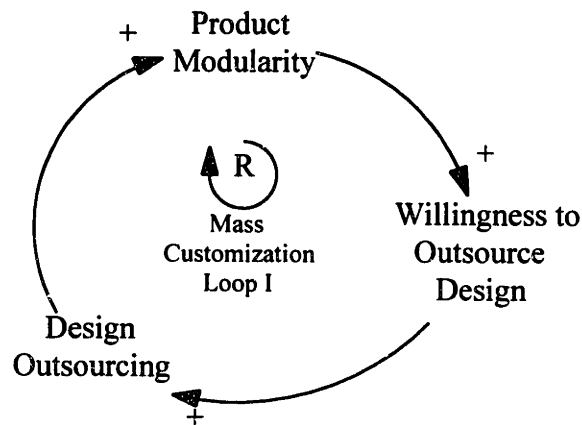 +
Product
Modularity
+
R
Mass
Customization
Loop I
Willingness to
Outsource
Design
Design
Outsourcing
+